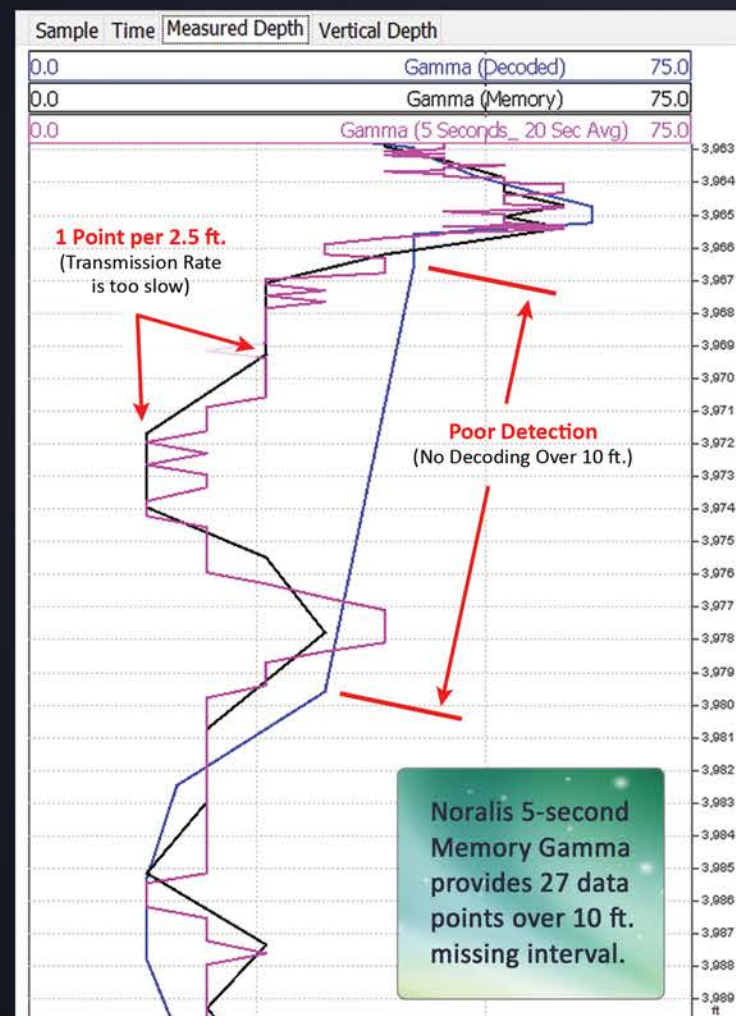 Sample Time Measured Depth Vertical Depth
0.0 Gamma (Decoded) 75.0
0.0 Gamma (Memory) 75.0
0.0 Gamma (5 Seconds_ 20 Sec Avg) 75.0
3,963
3,964
3,965
1 Point per 2.5 ft.
(Transmission Rate
is too slow)
3,966
3,967
3,968
3,969
3,970
3,971
Poor Detection
(No Decoding Over 10 ft.)
3,972
3,973
3,974
3,975
3,976
3,977
3,978
3,979
3,980
3,981
3,982
Noralis 5-second
Memory Gamma
provides 27 data
points over 10 ft.
missing interval.
3,983
3,984
3,985
3,986
3,987
3,988
3,989
ft